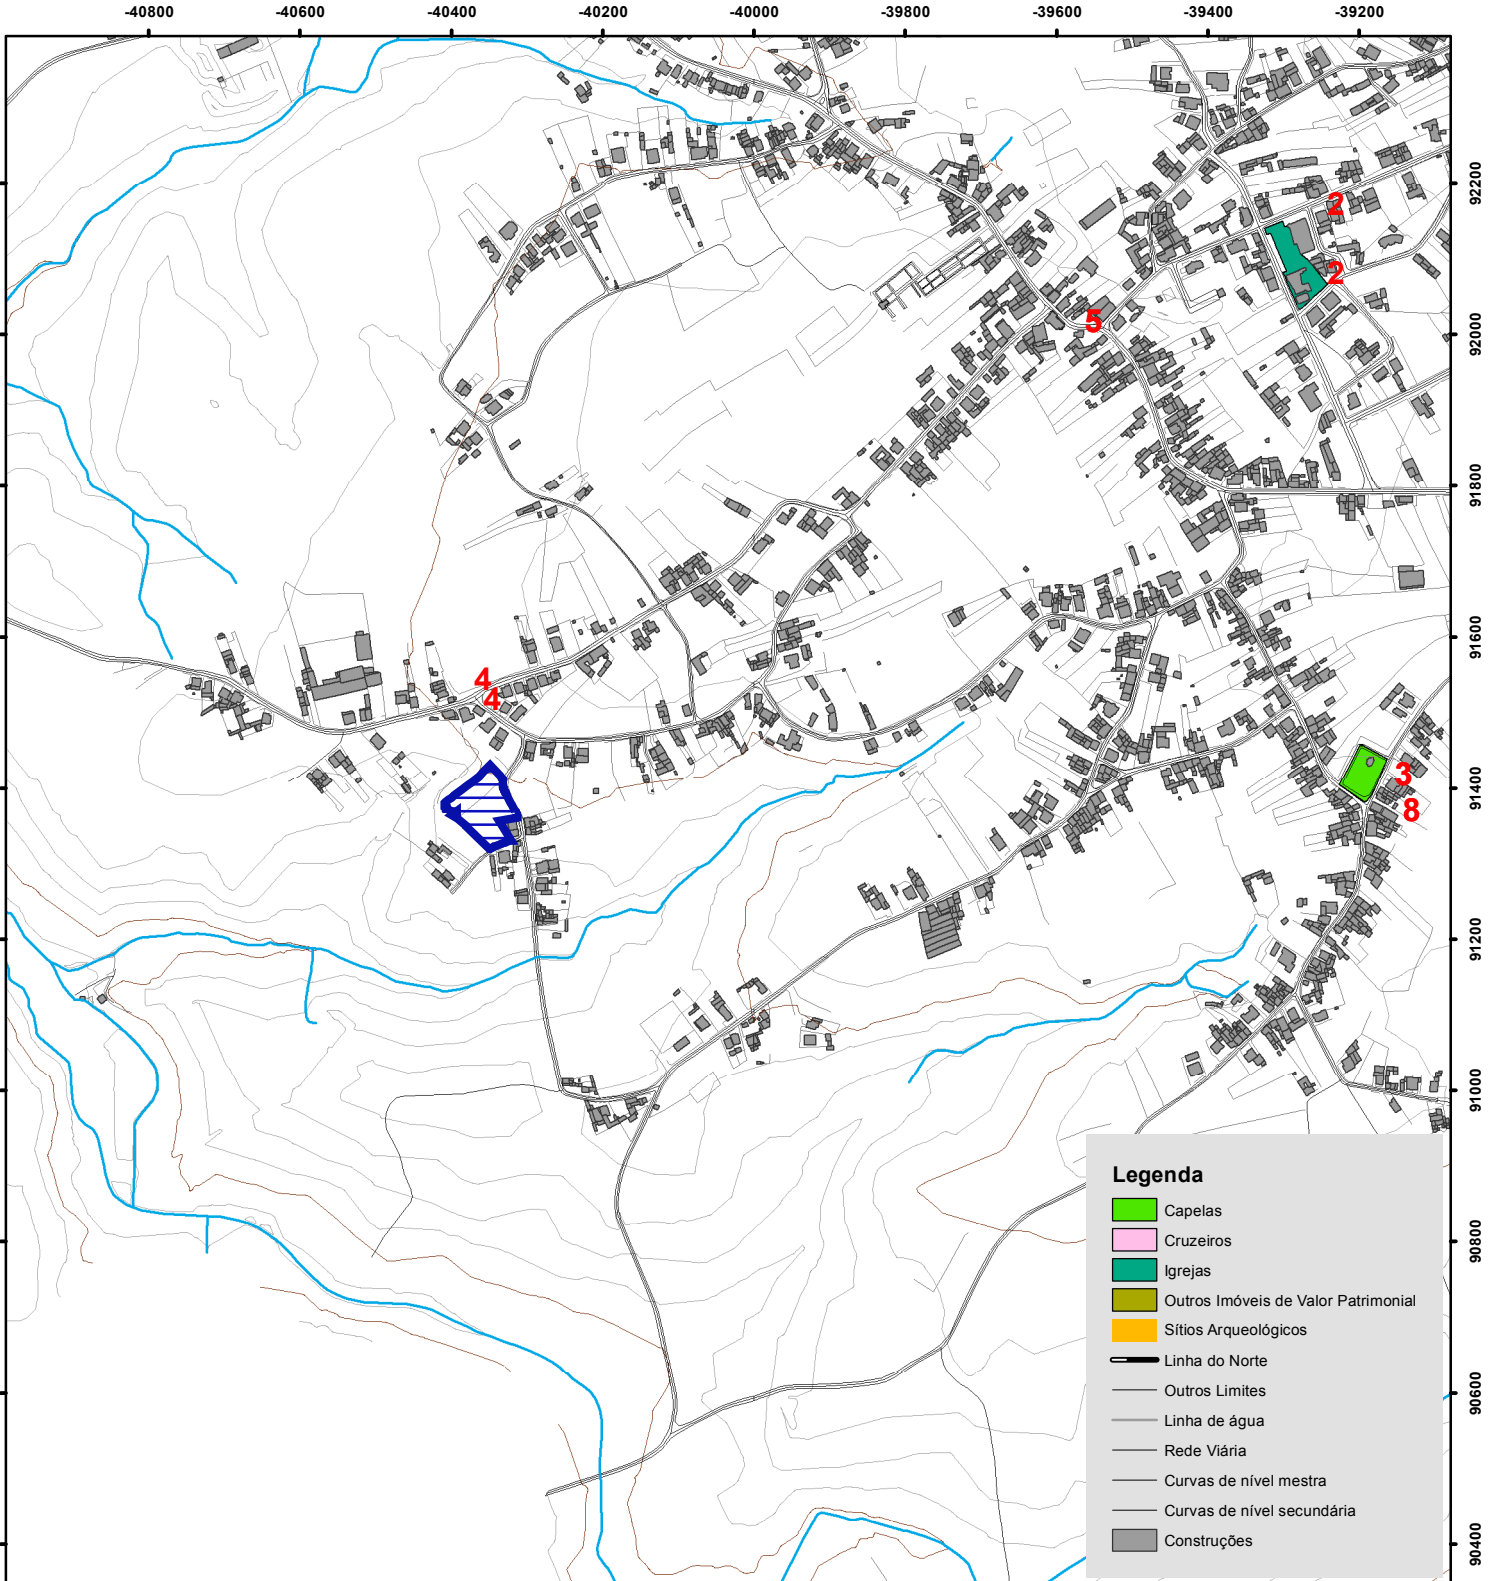 -40800 -40600 -40400 -40200 -40000 -39800 -39600 -39400 -39200
92200
2
2
5
92000
91800
91600
4
4
3
91400
8
91200
91000
Legenda
Capelas
Cruzeiros
Igrejas
Outros Imóveis de Valor Patrimonial
Sítios Arqueológicos
Linha do Norte
Outros Limites
Linha de água
Rede Viária
Curvas de nível mestra
Curvas de nível secundária
Construções
90800
90600
90400